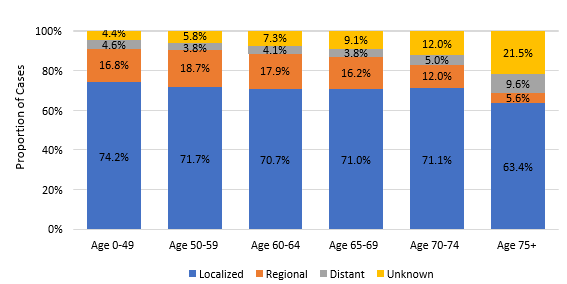 100%
80%
60%
40%
20%
0%
Proportion of Cases
4.4% 5.8% 7.3% 9.1% 12.0% 21.5%
4.6% 3.8% 4.1% 3.8% 5.0% 9.6%
16.8% 18.7% 17.9% 16.2% 12.0% 5.6%
74.2% 71.7% 70.7% 71.0% 71.1% 63.4%
Age 0-49 Age 50-59 Age 60-64 Age 65-69 Age 70-74 Age 75+
Localized Regional Distant Unknown